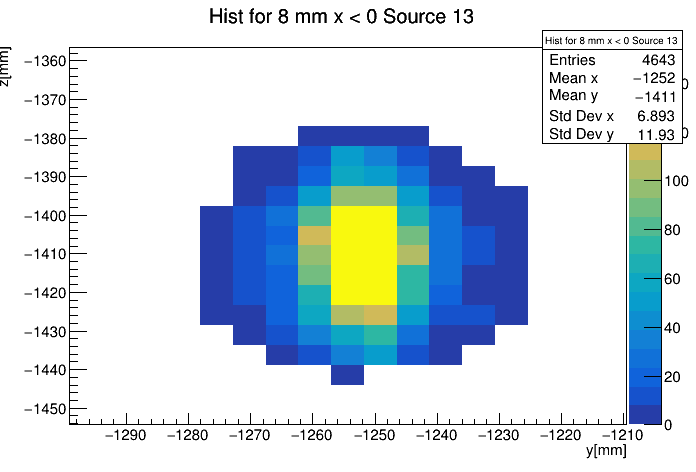 Hist for 8 mm x < 0 Source 13
z[mm]
Hist for 8 mm x < 0 Source 13
Entries 4643
Mean x −1252
Mean y −1411
Std Dev x 6.893
Std Dev y 11.93
−1360
−1370
−1380
−1390
−1400
−1410
−1420
−1430
−1440
−1450
0
0
100
80
60
40
20
0
−1290 −1280 −1270 −1260 −1250 −1240 −1230 −1220 −1210
y[mm]